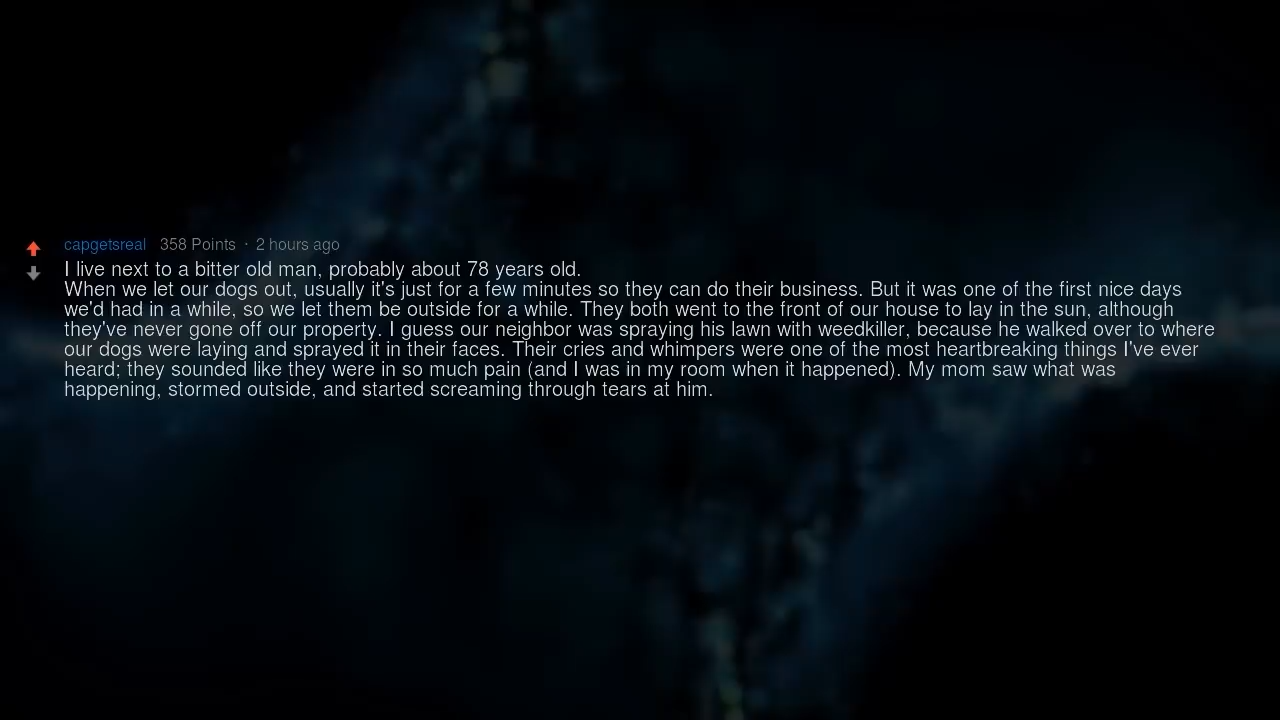 capgetsreal 358 Points · 2 hours ago
I live next to a bitter old man, probably about 78 years old.
When we let our dogs out, usually it's just for a few minutes so they can do their business. But it was one of the first nice days
we'd had in a while, so we let them be outside for a while. They both went to the front of our house to lay in the sun, although
they've never gone off our property. I guess our neighbor was spraying his lawn with weedkiller, because he walked over to where
our dogs were laying and sprayed it in their faces. Their cries and whimpers were one of the most heartbreaking things I've ever
heard; they sounded like they were in so much pain (and I was in my room when it happened). My mom saw what was
happening, stormed outside, and started screaming through tears at him.